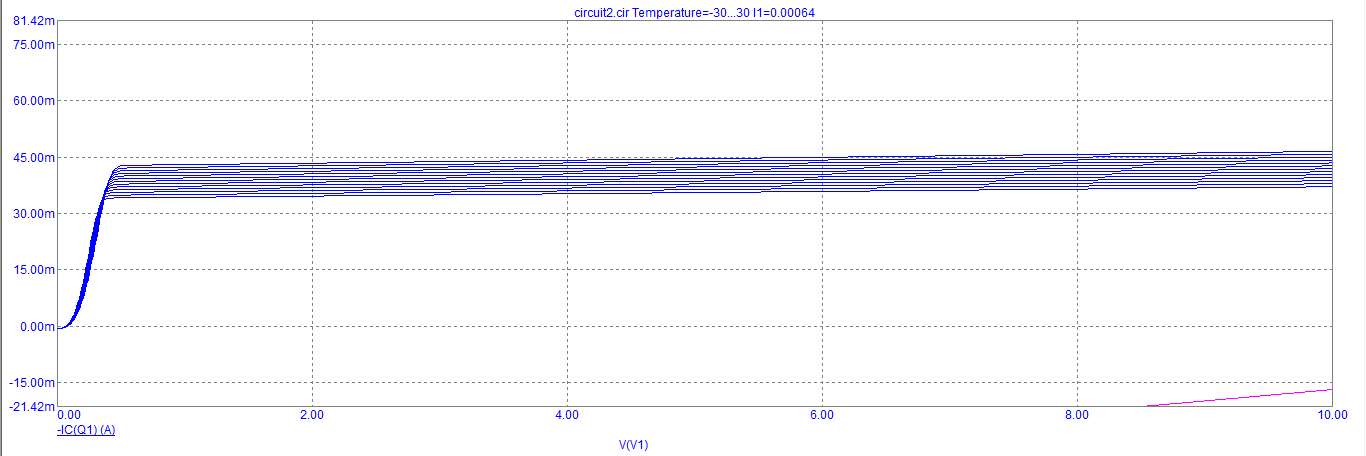 circuit2.cir Temperature=-30...30 I1=0.00064
81.42m
75.00m
60.00m
45.00m
30.00m
15.00m
0.00m
-15.00m
-21.42m
0.00 2.00 4.00 6.00 8.00 10.00
-IC(Q1) (A)
V(V1)